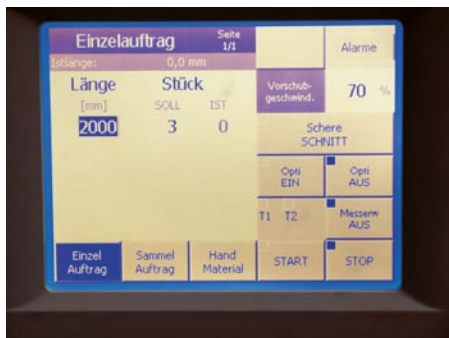 Einzelauftrag
Seite
1/1
Alarme
Istlänge: 0,0 mm
Länge Stück
[mm] SOLL IST
2000 3 0
Vorschub-
geschwind.
70 %
Schere
SCHNITT
Opti
EIN
Opti
AUS
T1 T2
Messerw
AUS
Einzel
Auftrag
Sammel
Auftrag
Hand
Material
START
STOP